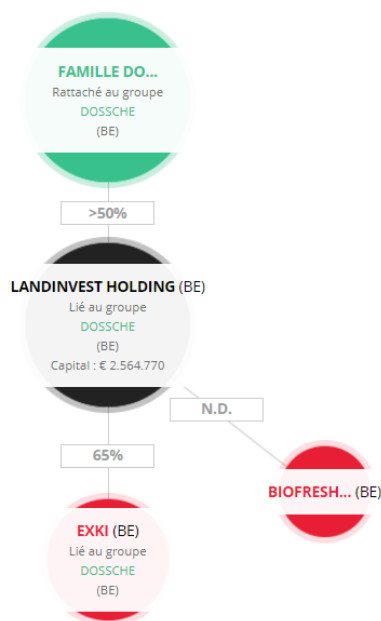 FAMILLE DO...
Rattaché au groupe
DOSSCHE
(BE)
>50%
LANDINVEST HOLDING (BE)
Lié au groupe
DOSSCHE
(BE)
Capital : € 2.564.770
N.D.
65%
BIOFRESH... (BE)
EXKI (BE)
Lié au groupe
DOSSCHE
(BE)